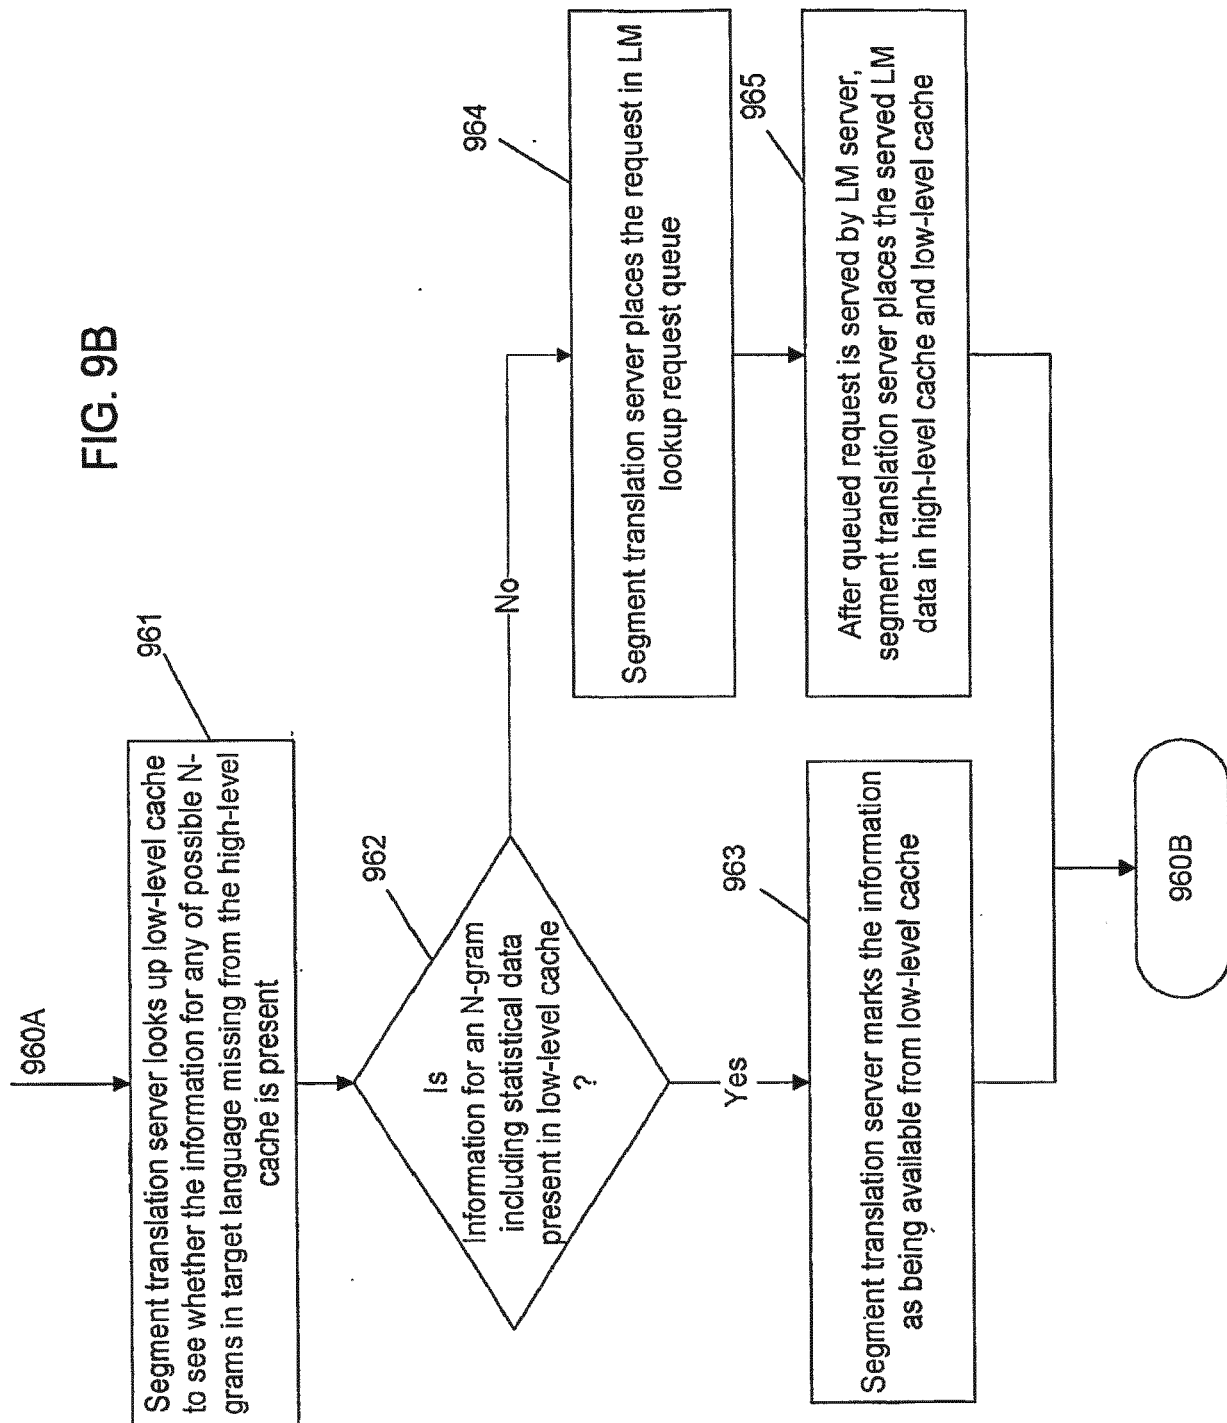 FIG. 9B
960A
961
Segment translation server looks up low-level cache
to see whether the information for any of possible N-
grams in target language missing from the high-level
cache is present
962
Is
Information for an N-gram
including statistical data
present in low-level cache
?
No
Yes
963
Segment translation server marks the information
as being available from low-level cache
964
Segment translation server places the request in LM
lookup request queue
965
After queued request is served by LM server,
segment translation server places the served LM
data in high-level cache and low-level cache
960B